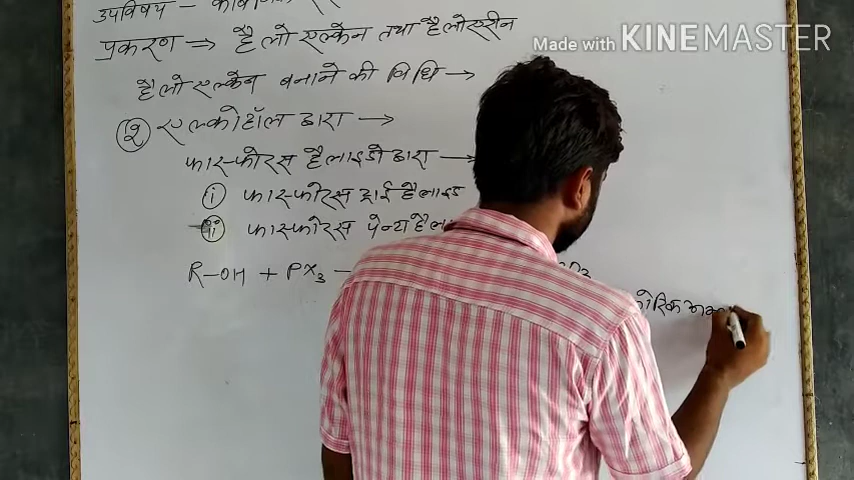 उपविषय –
प्रकरण ⇒ हैलो एल्केन तथा हैलोएरीन
Made with KINEMASTER
हैलो एल्केन बनाने की विधि →
② एल्कोहॉल द्वारा →
फास्फोरस हैलाइडो द्वारा →
(i) फास्फोरस ट्राई हैलाइड
(ii) फास्फोरस पेन्टा
R–OH + PX3 –